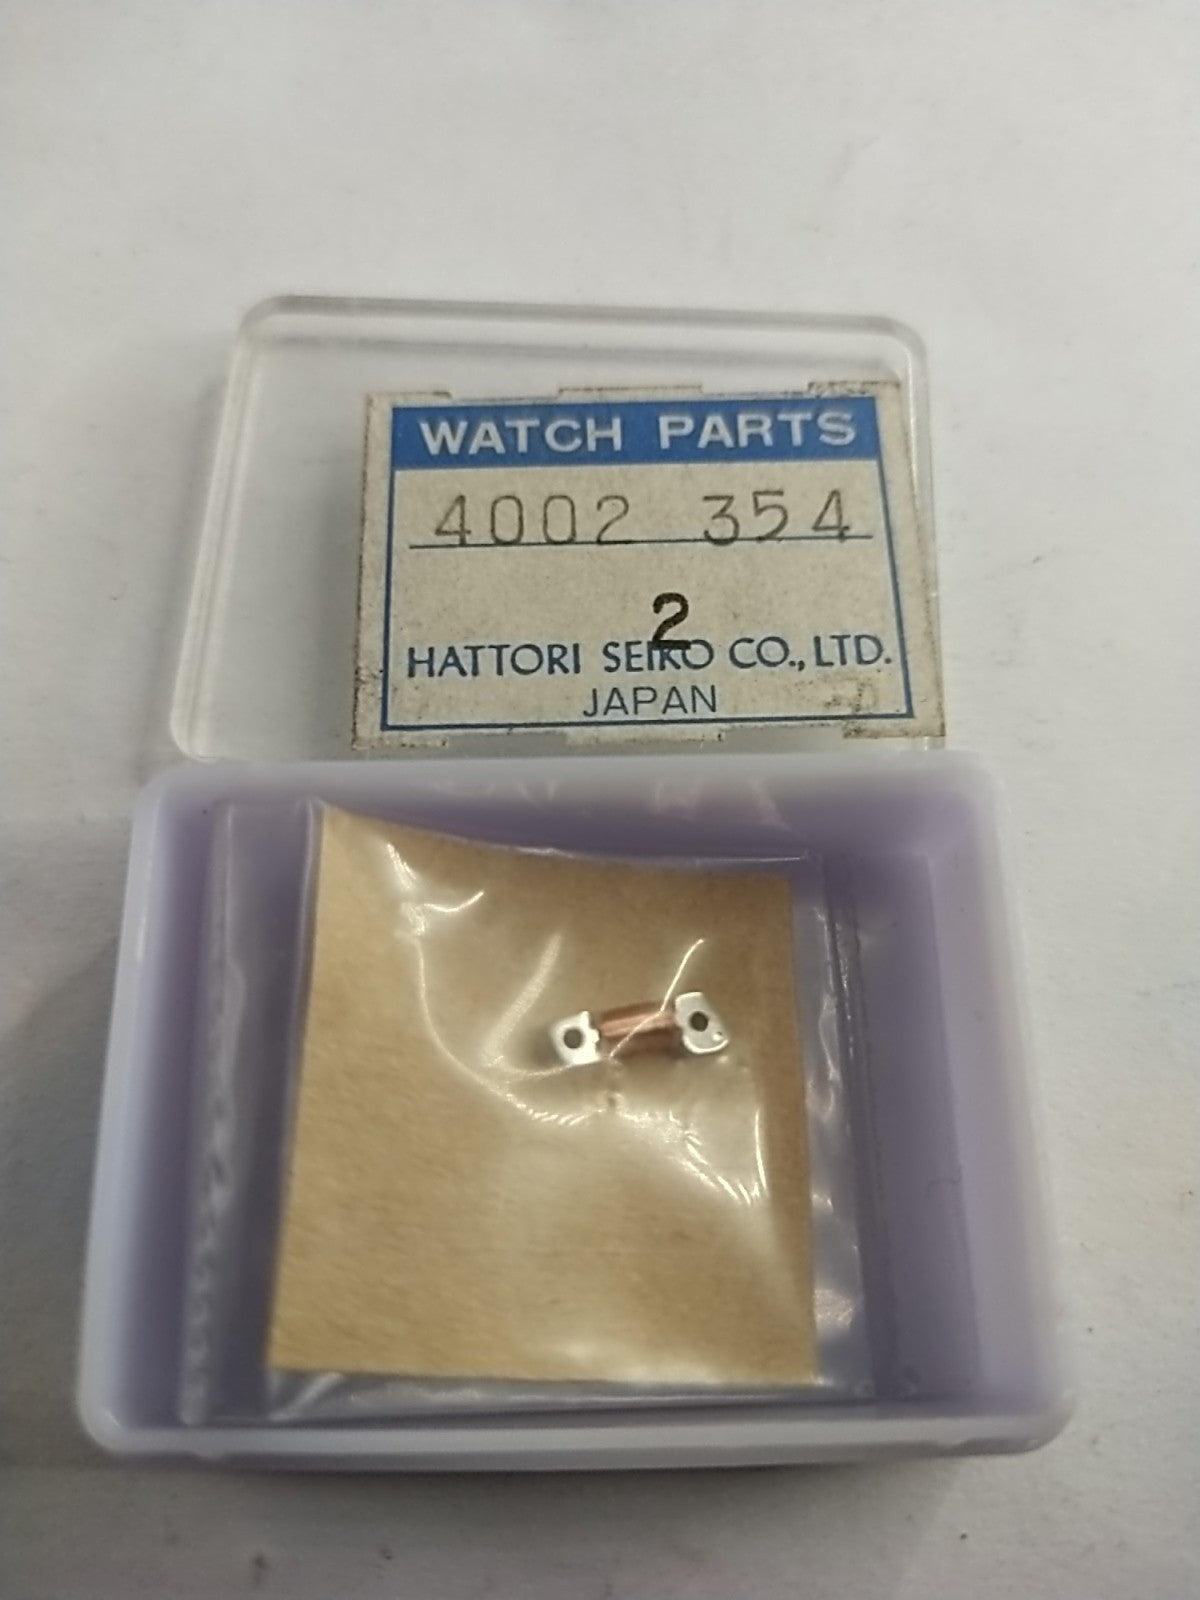 WATCH PARTS
4002 354
2
HATTORI SEIKO CO., LTD.
JAPAN